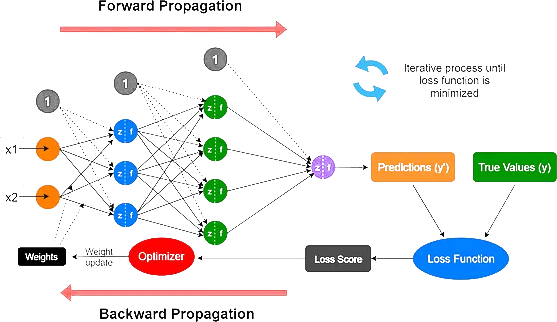 Forward Propagation
Iterative process until
loss function is
minimized
1
1
1
x1
x2
z f
z f
z f
z f
z f
z f
z f
z f
Predictions (y')
True Values (y)
Weights
Weight
update
Optimizer
Loss Score
Loss Function
Backward Propagation